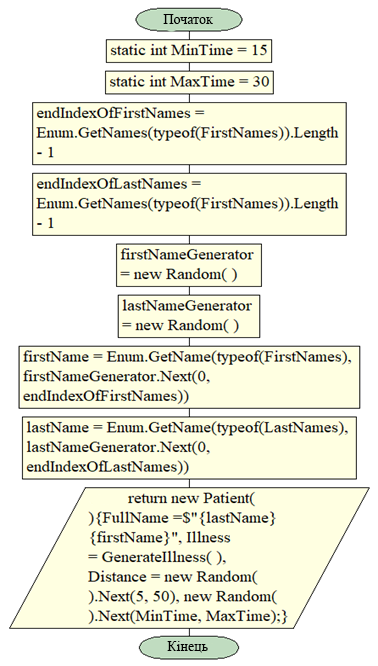 Початок
static int MinTime = 15
static int MaxTime = 30
endIndexOfFirstNames =
Enum.GetNames(typeof(FirstNames)).Length
- 1
endIndexOfLastNames =
Enum.GetNames(typeof(FirstNames)).Length
- 1
firstNameGenerator
= new Random( )
lastNameGenerator
= new Random( )
firstName = Enum.GetName(typeof(FirstNames),
firstNameGenerator.Next(0,
endIndexOfFirstNames))
lastName = Enum.GetName(typeof(LastNames),
lastNameGenerator.Next(0,
endIndexOfLastNames))
return new Patient(
){FullName =$"{lastName}
{firstName}", Illness
= GenerateIllness( ),
Distance = new Random(
).Next(5, 50), new Random(
).Next(MinTime, MaxTime);}
Кінець